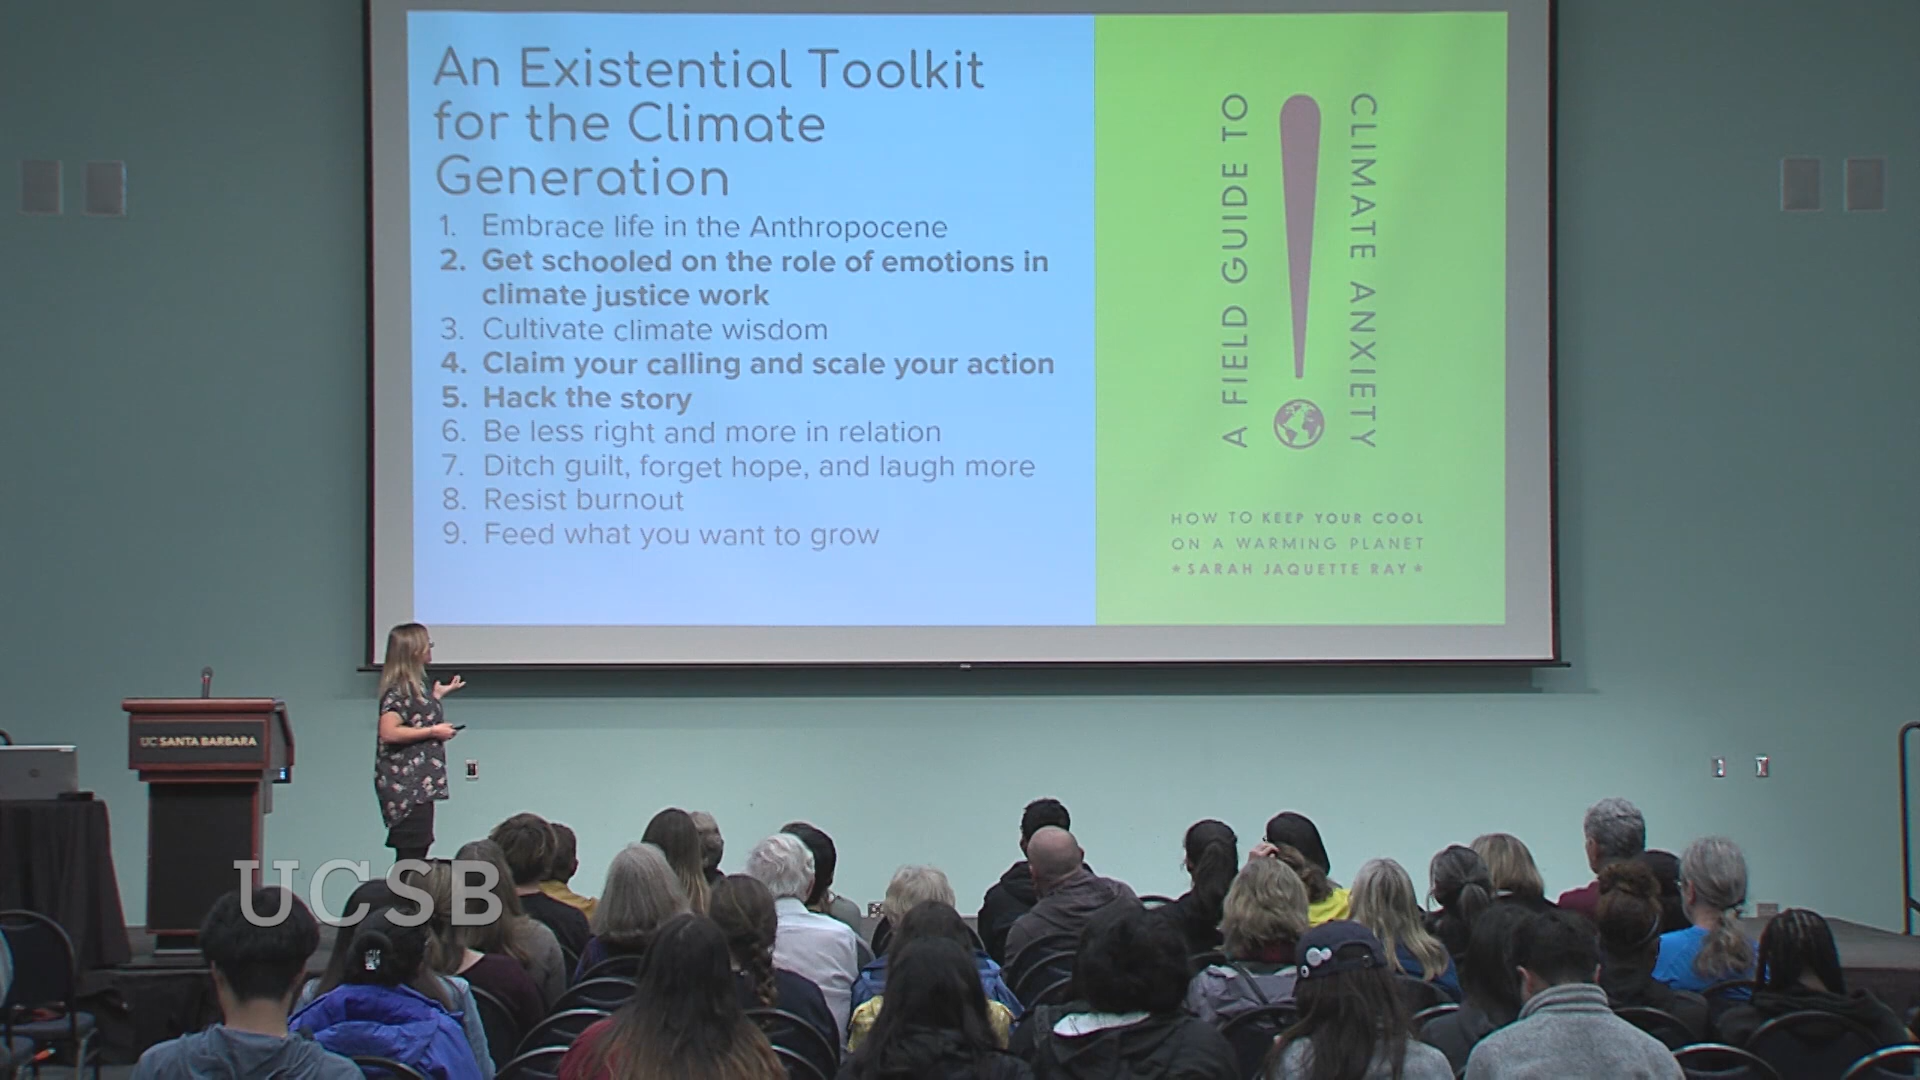 An Existential Toolkit
for the Climate
Generation
1. Embrace life in the Anthropocene
2. Get schooled on the role of emotions in
climate justice work
3. Cultivate climate wisdom
4. Claim your calling and scale your action
5. Hack the story
6. Be less right and more in relation
7. Ditch guilt, forget hope, and laugh more
8. Resist burnout
9. Feed what you want to grow
A FIELD GUIDE TO
CLIMATE ANXIETY
HOW TO KEEP YOUR COOL
ON A WARMING PLANET
* SARAH JAQUETTE RAY *
UC SANTA BARBARA
UCSB